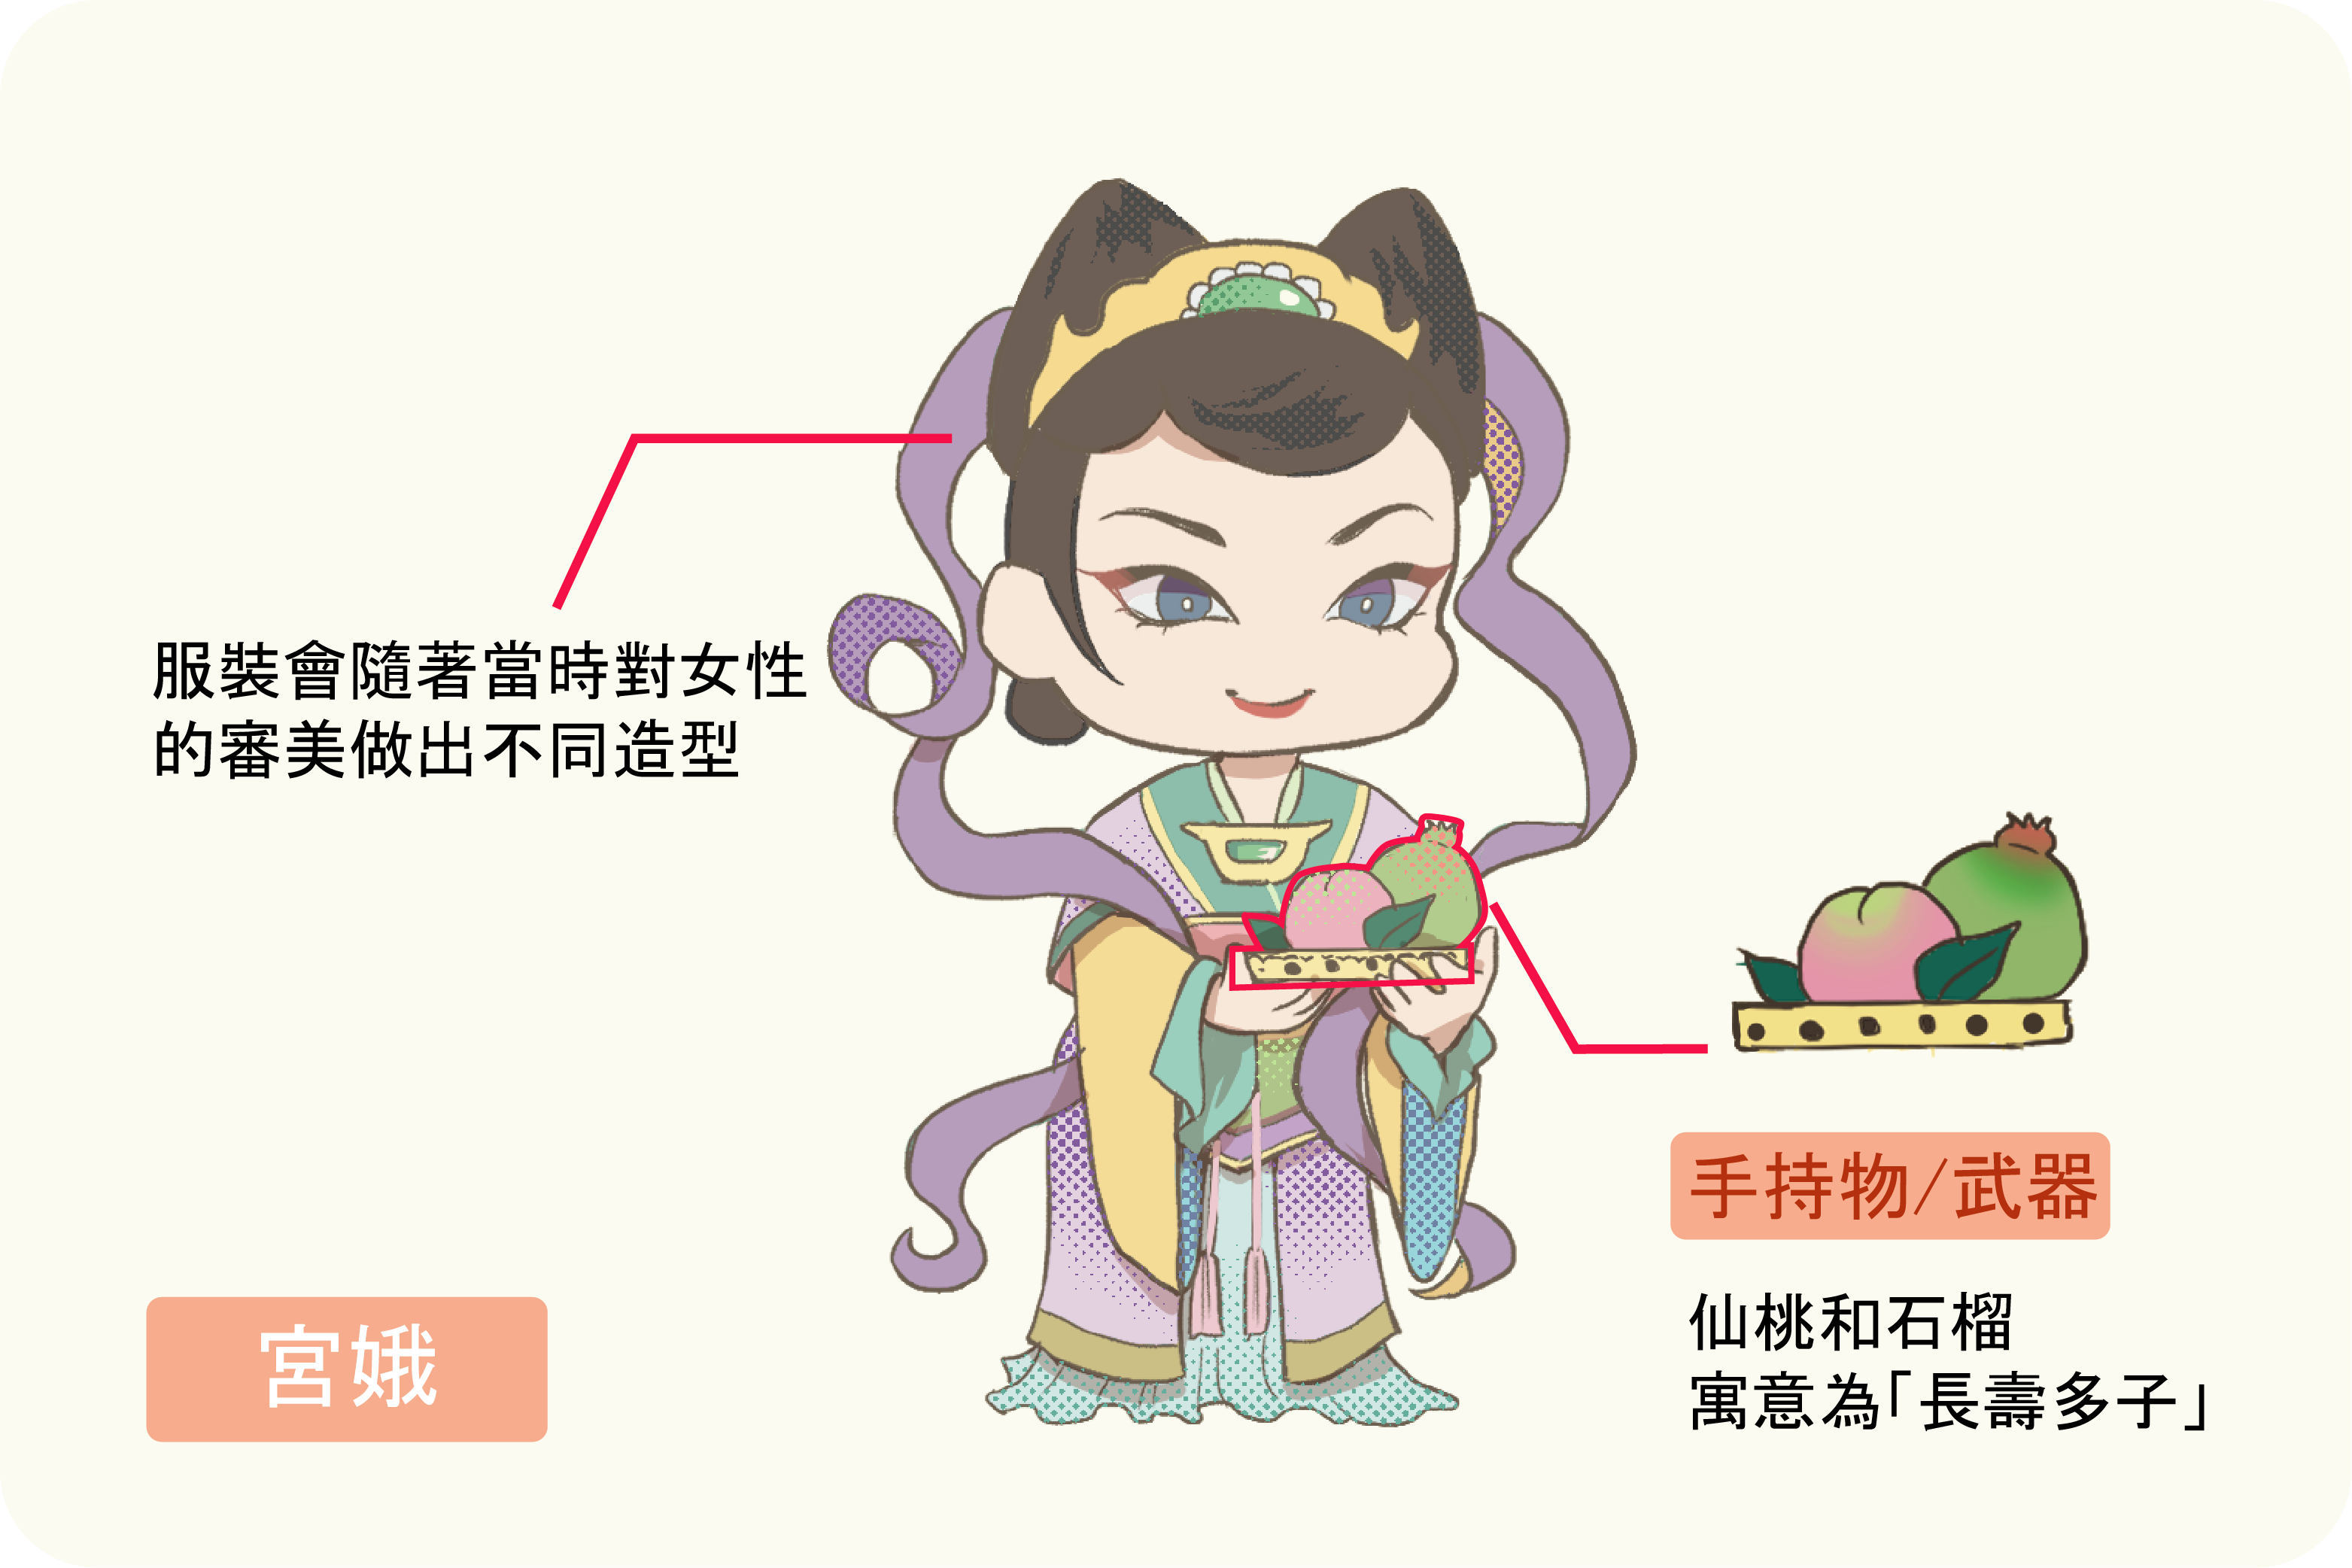 服裝會隨著當時對女性
的審美做出不同造型
宮娥
手持物/武器
仙桃和石榴
寓意為「長壽多子」